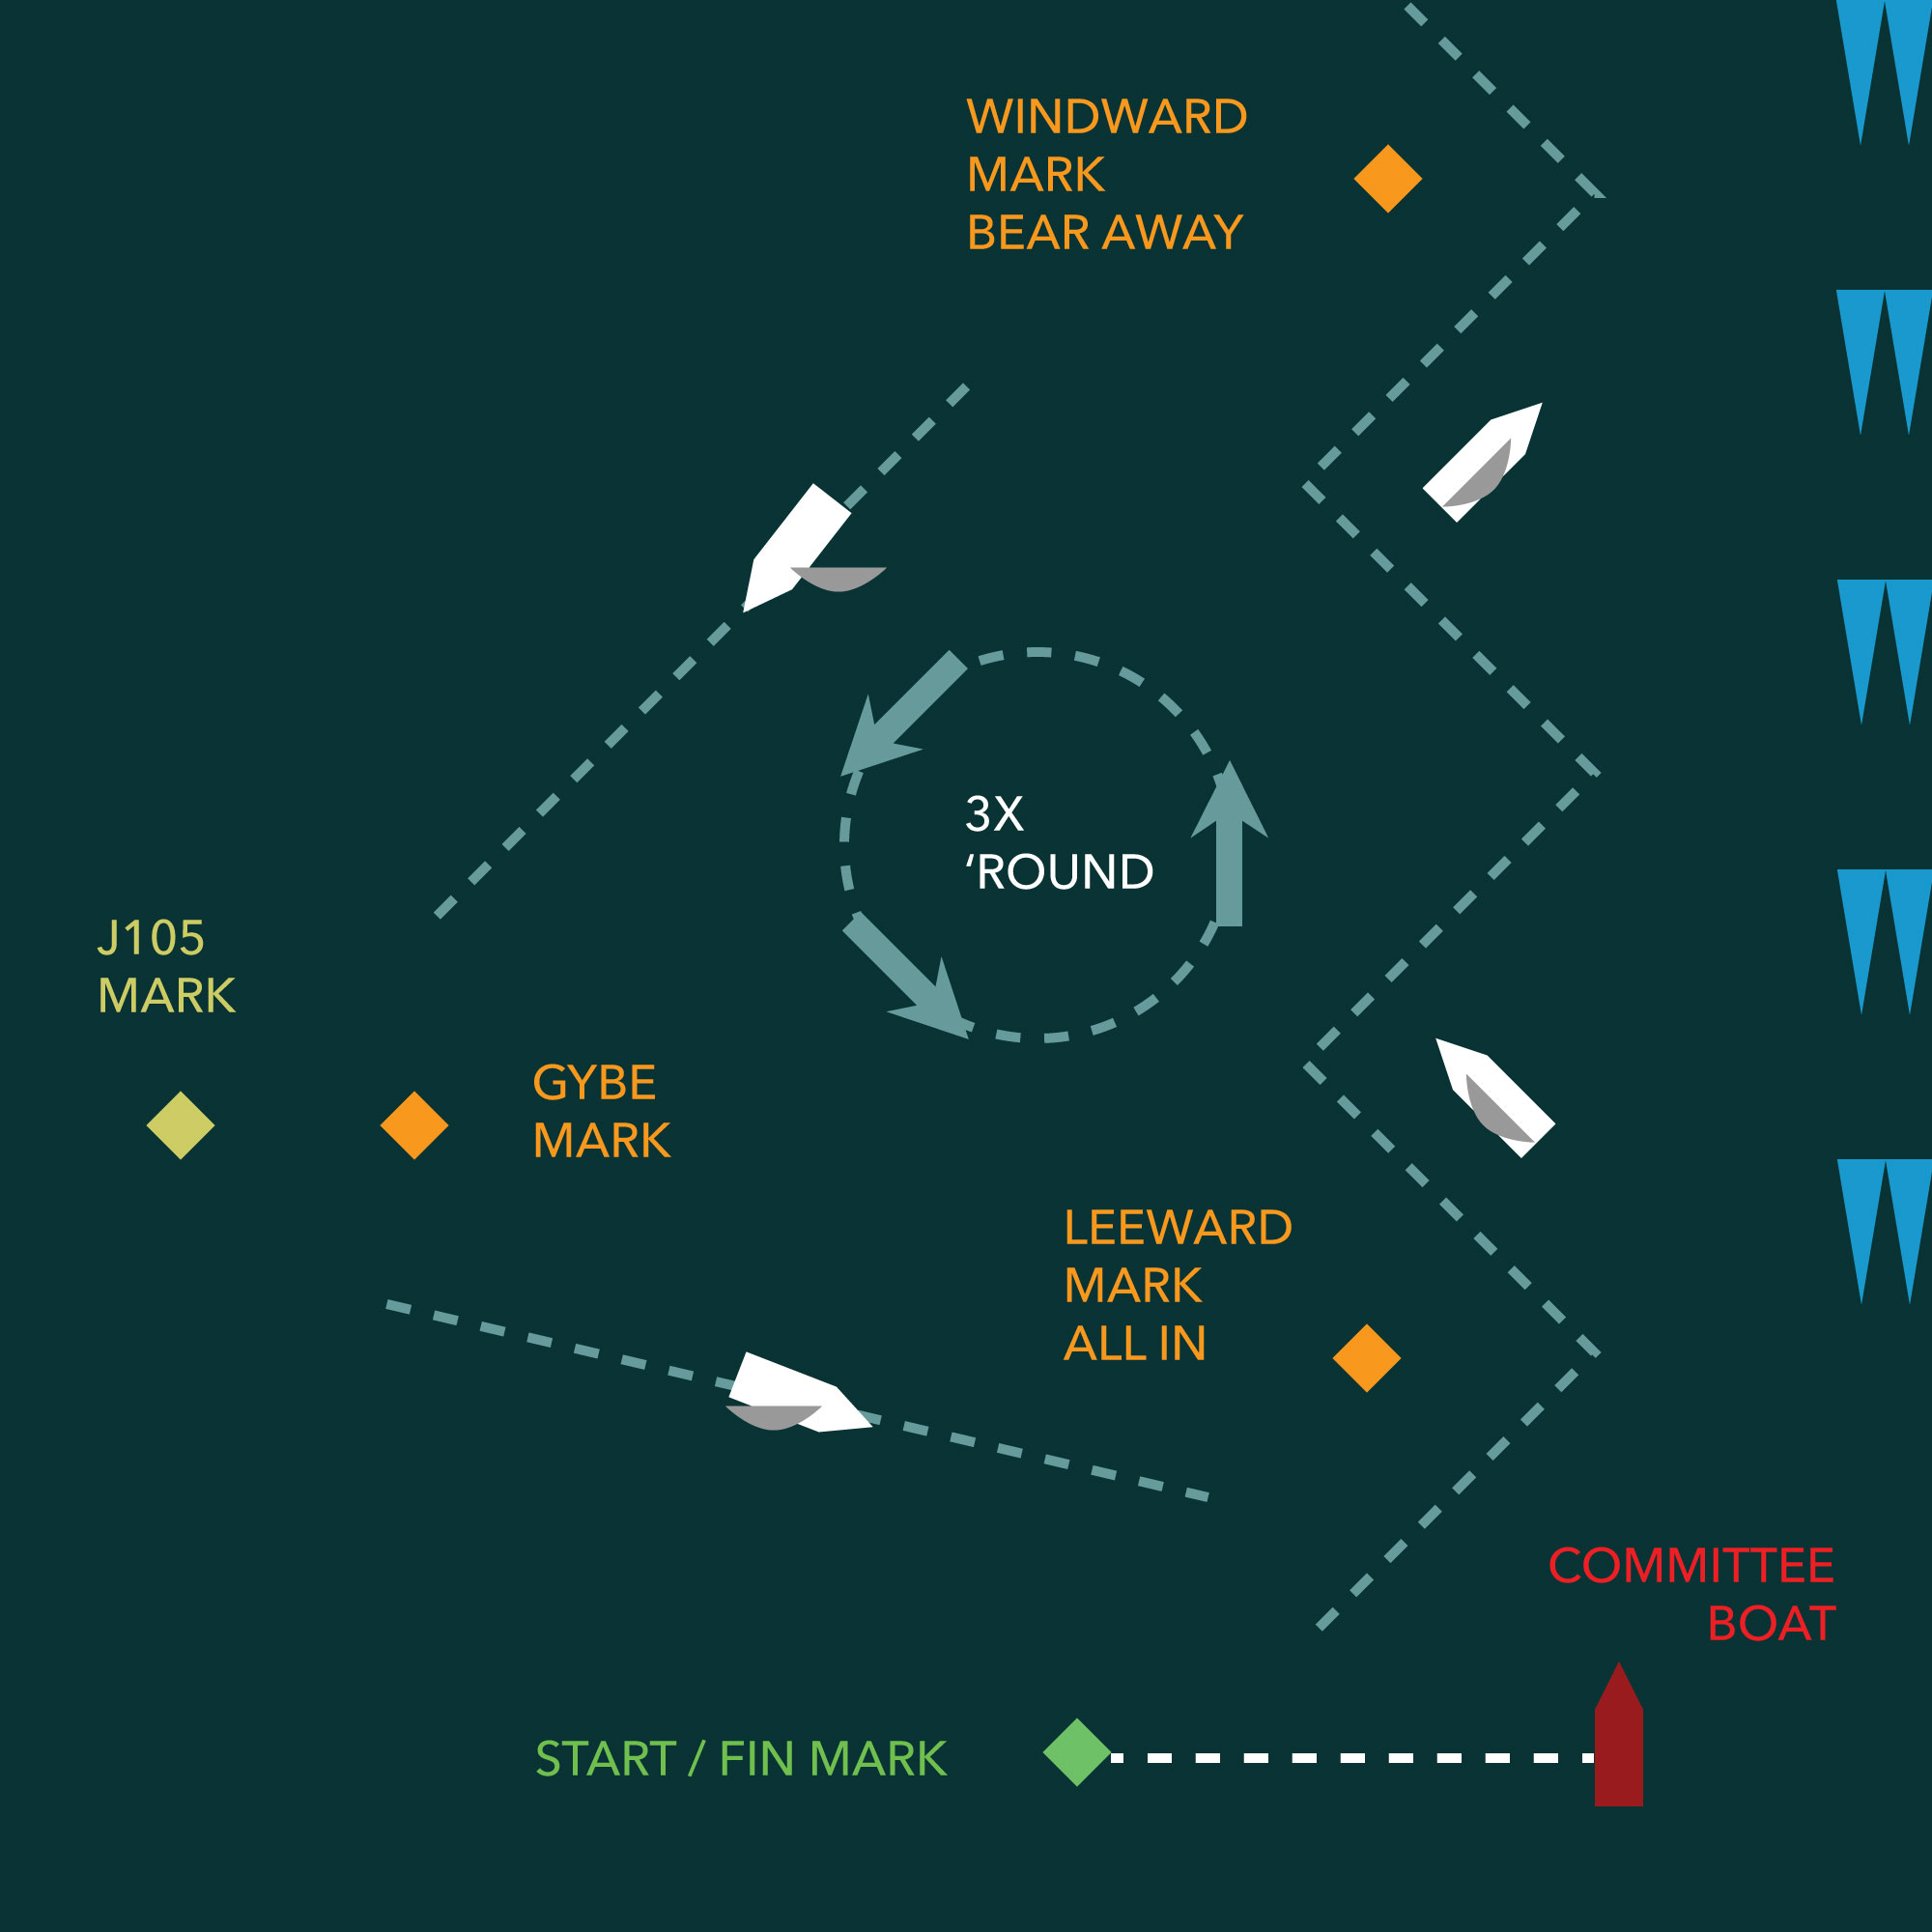 WINDWARD
MARK
BEAR AWAY
3X
‘ROUND
J105
MARK
GYBE
MARK
LEEWARD
MARK
ALL IN
COMMITTEE
BOAT
START / FIN MARK